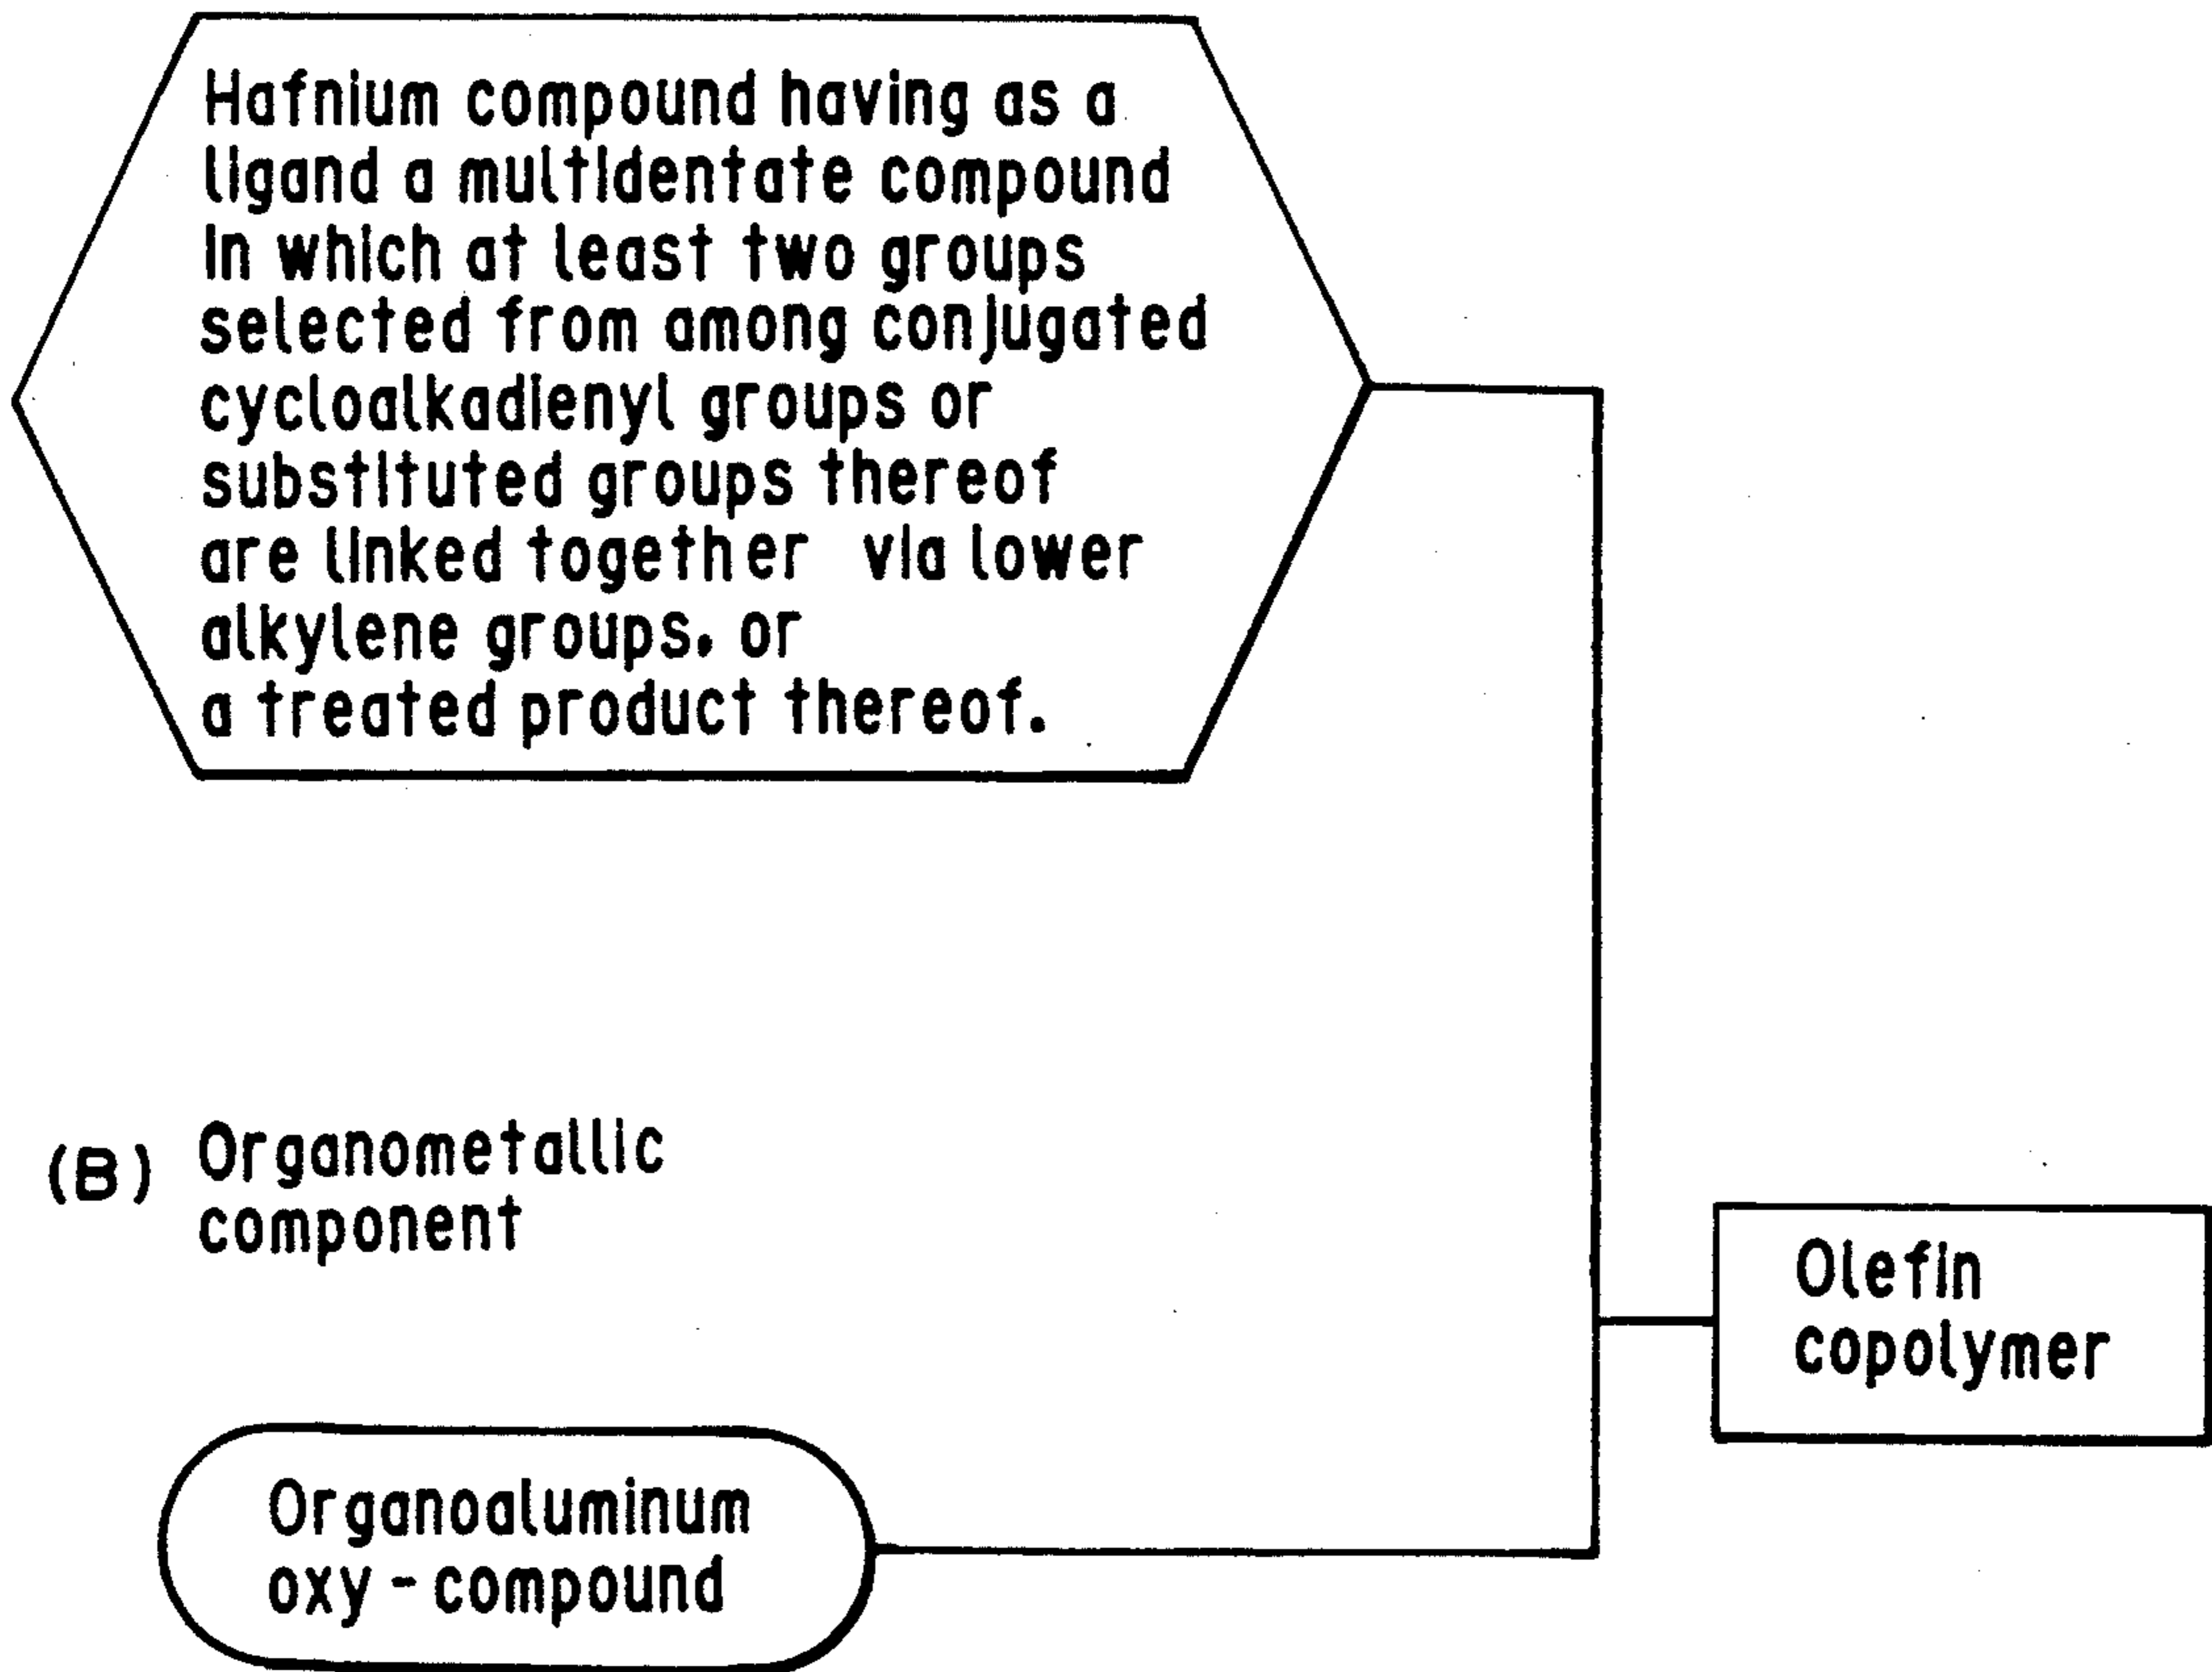 Hafnium compound having as a
ligand a multidentate compound
in which at least two groups
selected from among conjugated
cycloalkadienyl groups or
substituted groups thereof
are linked together via lower
alkylene groups. or
a treated product thereof.
(B) Organometallic
component
Olefin
copolymer
Organoaluminum
oxy-compound